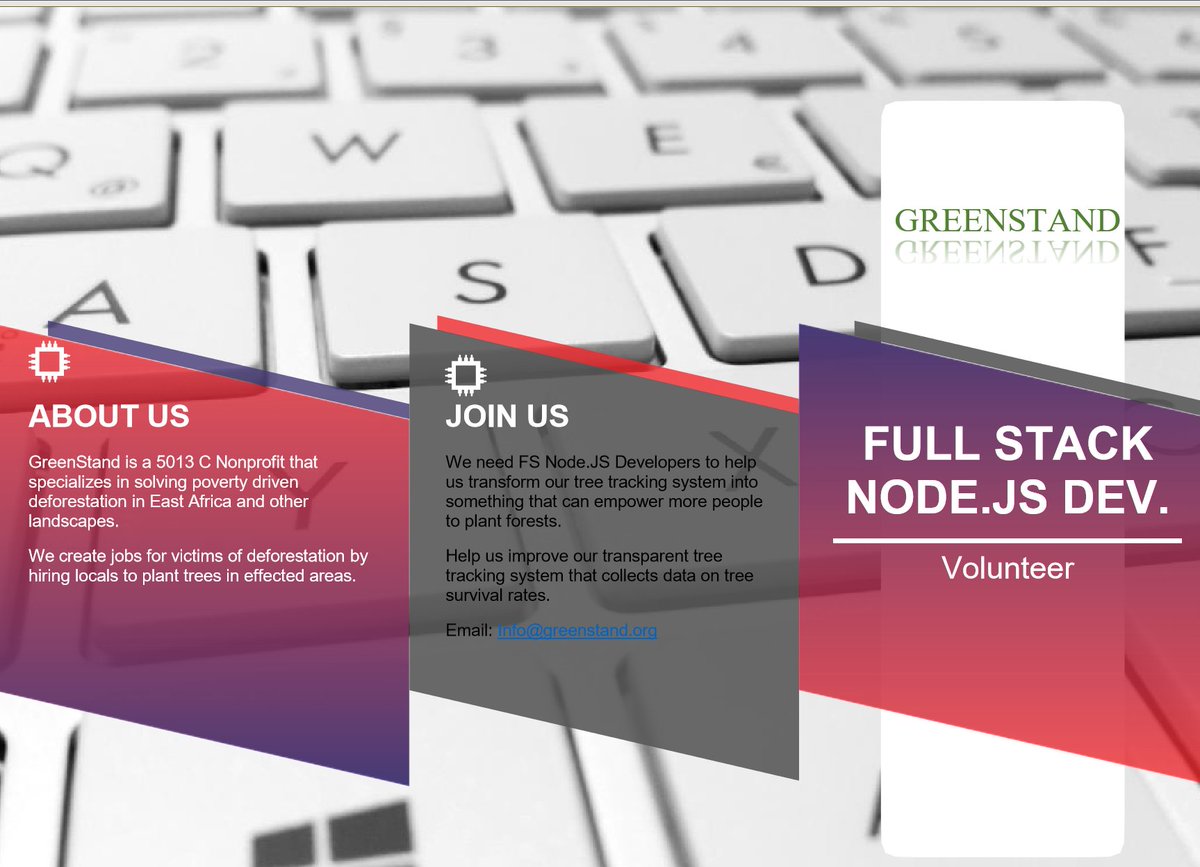 2
3
4
5
Q
@
W
E
€
A
S
D
F
GREENSTAND
ABOUT US
GreenStand is a 5013 C Nonprofit that
specializes in solving poverty driven
deforestation in East Africa and other
landscapes.
We create jobs for victims of deforestation by
hiring locals to plant trees in effected areas.
Y
JOIN US
We need FS Node.JS Developers to help
us transform our tree tracking system into
something that can empower more people
to plant forests.
Help us improve our transparent tree
tracking system that collects data on tree
survival rates.
Email: Info@greenstand.org
X
FULL STACK
NODE.JS DEV.
Volunteer
C